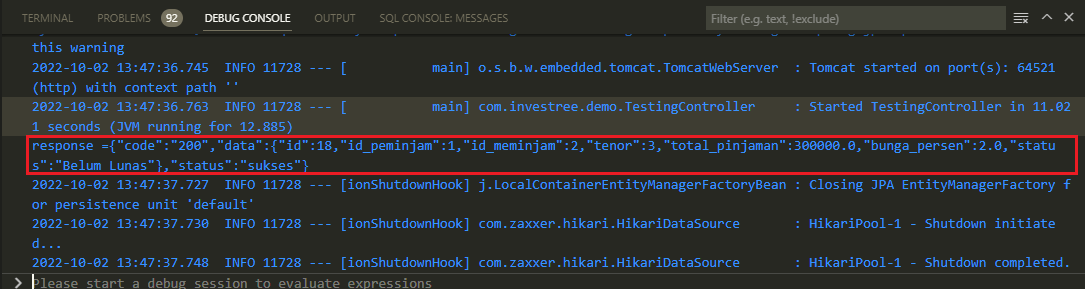 TERMINAL PROBLEMS 92 DEBUG CONSOLE OUTPUT SQL CONSOLE: MESSAGES Filter (e.g. text, !exclude)
this warning
2022-10-02 13:47:36.745  INFO 11728 --- [           main] o.s.b.w.embedded.tomcat.TomcatWebServer  : Tomcat started on port(s): 64521
(http) with context path ''
2022-10-02 13:47:36.763  INFO 11728 --- [           main] com.investree.demo.TestingController     : Started TestingController in 11.02
1 seconds (JVM running for 12.885)
response ={"code":"200","data":{"id":18,"id_peminjam":1,"id_meminjam":2,"tenor":3,"total_pinjaman":300000.0,"bunga_persen":2.0,"statu
s":"Belum Lunas"},"status":"sukses"}
2022-10-02 13:47:37.727  INFO 11728 --- [ionShutdownHook] j.LocalContainerEntityManagerFactoryBean : Closing JPA EntityManagerFactory f
or persistence unit 'default'
2022-10-02 13:47:37.730  INFO 11728 --- [ionShutdownHook] com.zaxxer.hikari.HikariDataSource       : HikariPool-1 - Shutdown initiate
d...
2022-10-02 13:47:37.748  INFO 11728 --- [ionShutdownHook] com.zaxxer.hikari.HikariDataSource       : HikariPool-1 - Shutdown completed.
Please start a debug session to evaluate expressions